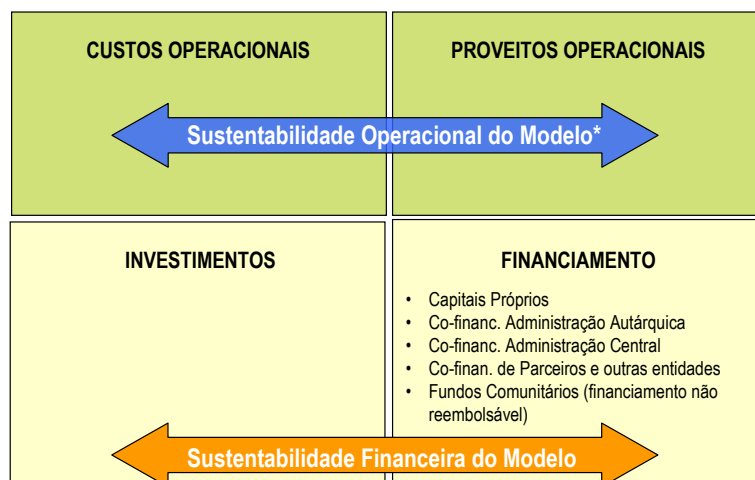 CUSTOS OPERACIONAIS
PROVEITOS OPERACIONAIS
Sustentabilidade Operacional do Modelo*
INVESTIMENTOS
FINANCIAMENTO
• Capitais Próprios
• Co-financ. Administração Autárquica
• Co-financ. Administração Central
• Co-finan. de Parceiros e outras entidades
• Fundos Comunitários (financiamento não
reembolsável)
Sustentabilidade Financeira do Modelo